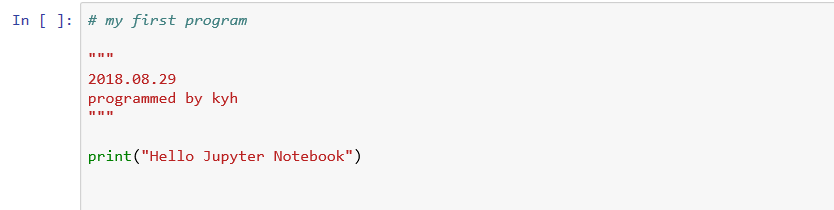 In [ ]: # my first program
"""
2018.08.29
programmed by kyh
"""
print("Hello Jupyter Notebook")